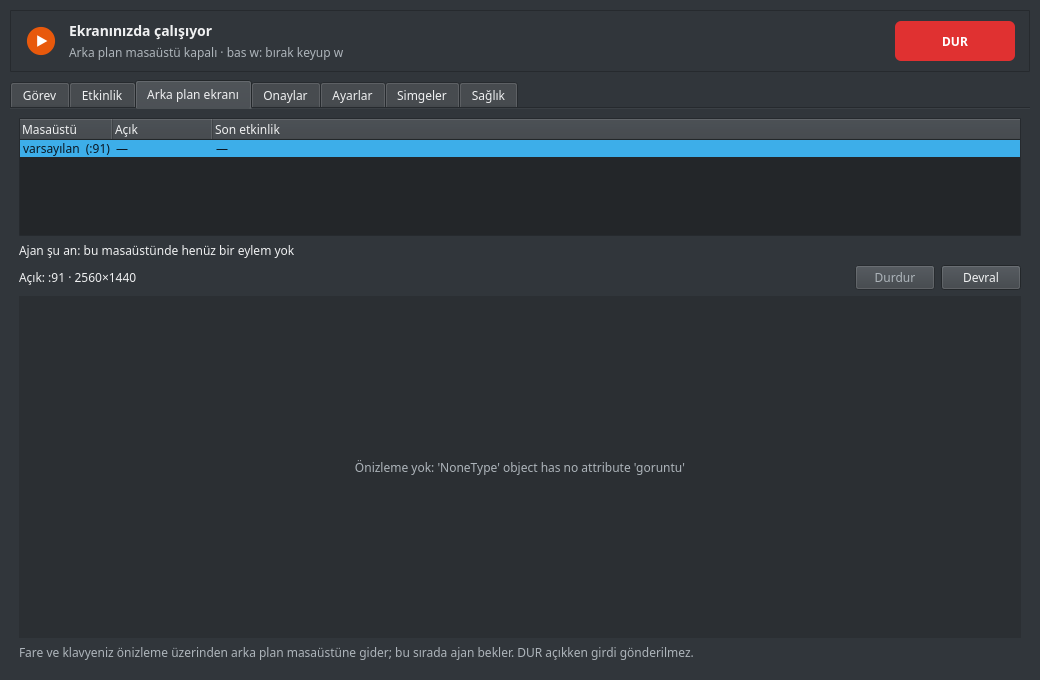 Ekranınızda çalışıyor
Arka plan masaüstü kapalı · bas w: bırak keyup w
DUR
Görev Etkinlik Arka plan ekranı Onaylar Ayarlar Simgeler Sağlık
Masaüstü Açık Son etkinlik
varsayılan (:91) — —
Ajan şu an: bu masaüstünde henüz bir eylem yok
Açık: :91 · 2560×1440
Durdur Devral
Önizleme yok: 'NoneType' object has no attribute 'goruntu'
Fare ve klavyeniz önizleme üzerinden arka plan masaüstüne gider; bu sırada ajan bekler. DUR açıkken girdi gönderilmez.